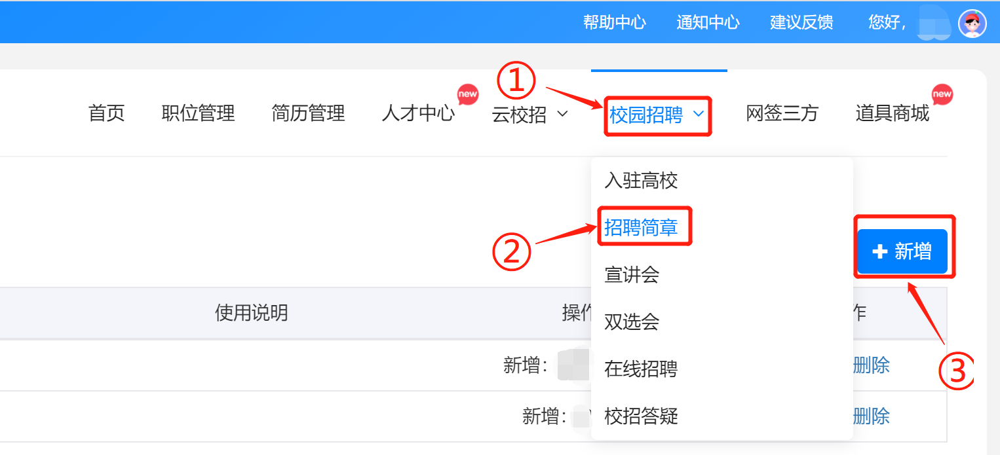 帮助中心 通知中心 建议反馈 您好,
①
new new
首页 职位管理 简历管理 人才中心 云校招 校园招聘 网签三方 道具商城
入驻高校
招聘简章
②
+ 新增
宣讲会
使用说明 操作 作
双选会
新增: 在线招聘 删除
③
新增: 校招答疑 删除